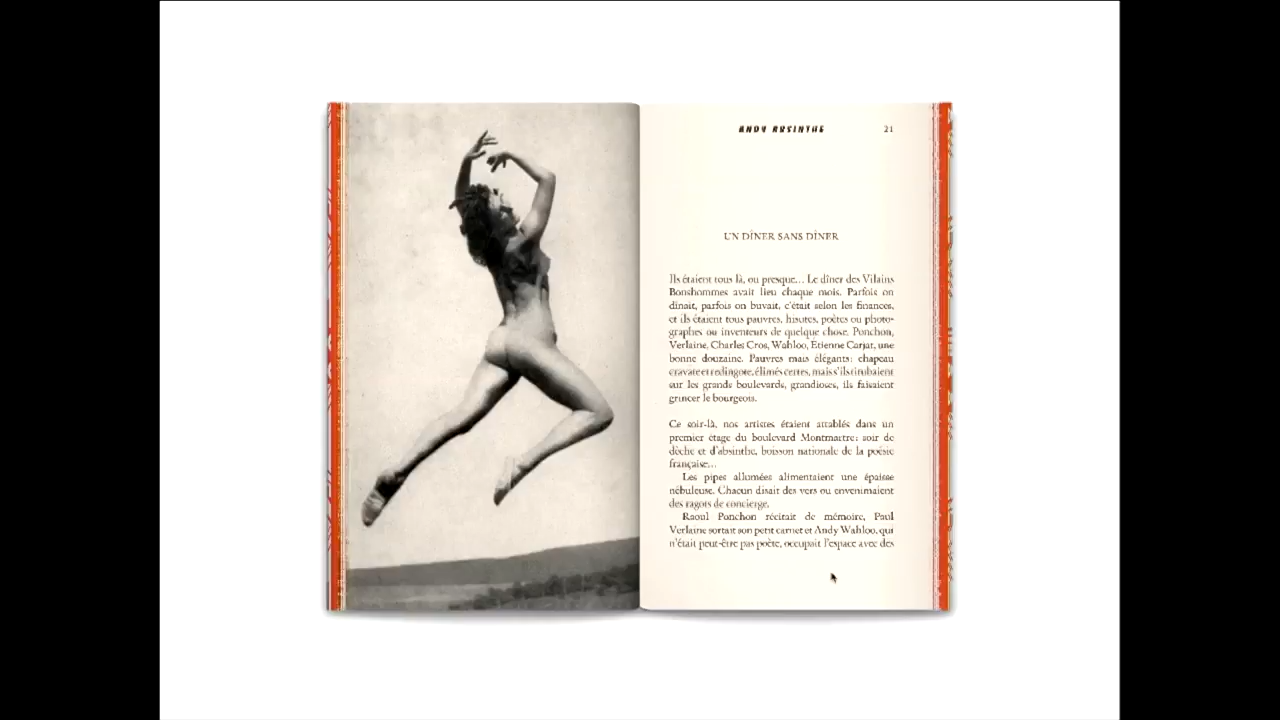 ANDY ABSINTHE 21
UN DÎNER SANS DÎNER
Ils étaient tous là, ou presque... Le dîner des Vilains
Bonshommes avait lieu chaque mois. Parfois on
dînait, parfois on buvait, c'était selon les finances,
et ils étaient tous pauvres, hisutes, poètes ou photo-
graphes ou inventeurs de quelque chose. Ponchon,
Verlaine, Charles Cros, Wahloo, Étienne Carjat, une
bonne douzaine. Pauvres mais élégants: chapeau
cravate et redingote, élimés certes, mais s'ils titubaient
sur les grands boulevards, grandioses, ils faisaient
grincer le bourgeois.
Ce soir-là, nos artistes étaient attablés dans un
premier étage du boulevard Montmartre: soir de
dèche et d'absinthe, boisson nationale de la poésie
française...
Les pipes allumées alimentaient une épaisse
nébuleuse. Chacun disait des vers ou envenimaient
des ragots de concierge.
Raoul Ponchon récitait de mémoire, Paul
Verlaine sortait son petit carnet et Andy Wahloo, qui
n'était peut-être pas poète, occupait l'espace avec des